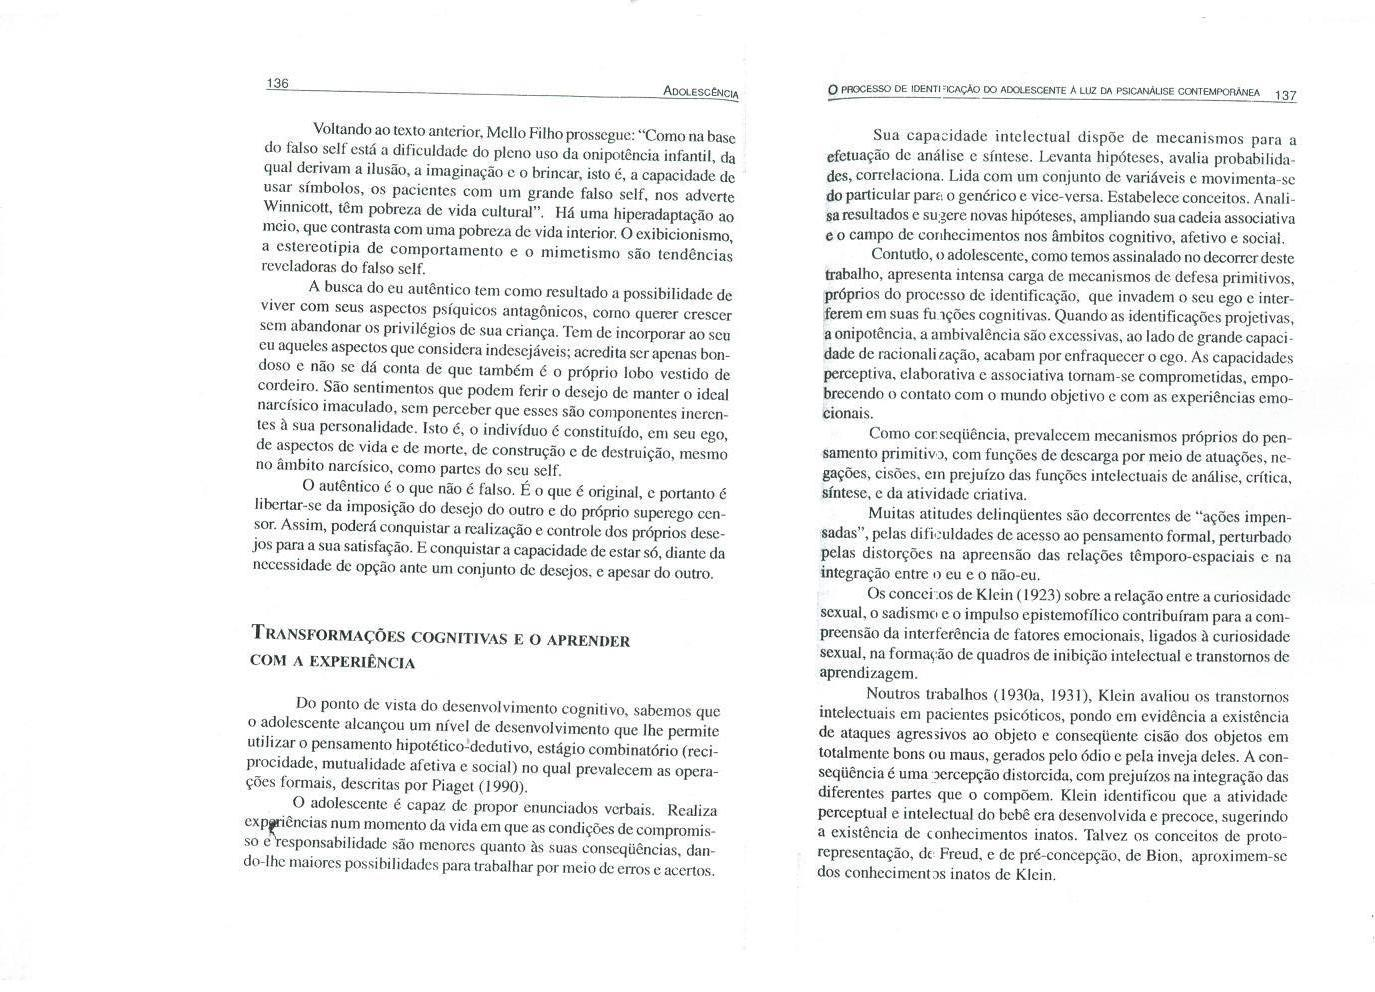 136
ADOLESCÊNCIA
Voltando ao texto anterior, Mello Filho prossegue: “Como na base
do falso self está a dificuldade do pleno uso da onipotência infantil, da
qual derivam a ilusão, a imaginação e o brincar, isto é, a capacidade de
usar símbolos, os pacientes com um grande falso self, nos adverte
Winnicott, têm pobreza de vida cultural”. Há uma hiperadaptação ao
meio, que contrasta com uma pobreza de vida interior. O exibicionismo,
a estereotipia de comportamento e o mimetismo são tendências
reveladoras do falso self.
A busca do eu autêntico tem como resultado a possibilidade de
viver com seus aspectos psíquicos antagônicos, como querer crescer
sem abandonar os privilégios de sua criança. Tem de incorporar ao seu
eu aqueles aspectos que considera indesejáveis; acredita ser apenas bon-
doso e não se dá conta de que também é o próprio lobo vestido de
cordeiro. São sentimentos que podem ferir o desejo de manter o ideal
narcísico imaculado, sem perceber que esses são componentes ineren-
tes à sua personalidade. Isto é, o indivíduo é constituído, em seu ego,
de aspectos de vida e de morte, de construção e de destruição, mesmo
no âmbito narcísico, como partes do seu self.
O autêntico é o que não é falso. É o que é original, e portanto é
libertar-se da imposição do desejo do outro e do próprio superego cen-
sor. Assim, poderá conquistar a realização e controle dos próprios dese-
jos para a sua satisfação. E conquistar a capacidade de estar só, diante da
necessidade de opção ante um conjunto de desejos, e apesar do outro.
TRANSFORMAÇÕES COGNITIVAS E O APRENDER
COM A EXPERIÊNCIA
Do ponto de vista do desenvolvimento cognitivo, sabemos que
o adolescente alcançou um nível de desenvolvimento que lhe permite
utilizar o pensamento hipotético-dedutivo, estágio combinatório (reci-
procidade, mutualidade afetiva e social) no qual prevalecem as opera-
ções formais, descritas por Piaget (1990).
O adolescente é capaz de propor enunciados verbais. Realiza
experiências num momento da vida em que as condições de compromis-
so e responsabilidade são menores quanto às suas conseqüências, dan-
do-lhe maiores possibilidades para trabalhar por meio de erros e acertos.
O PROCESSO DE IDENTIFICAÇÃO DO ADOLESCENTE À LUZ DA PSICANÁLISE CONTEMPORÂNEA 137
Sua capacidade intelectual dispõe de mecanismos para a
efetuação de análise e síntese. Levanta hipóteses, avalia probabilida-
des, correlaciona. Lida com um conjunto de variáveis e movimenta-se
do particular para o genérico e vice-versa. Estabelece conceitos. Anali-
sa resultados e sugere novas hipóteses, ampliando sua cadeia associativa
e o campo de conhecimentos nos âmbitos cognitivo, afetivo e social.
Contudo, o adolescente, como temos assinalado no decorrer deste
trabalho, apresenta intensa carga de mecanismos de defesa primitivos,
próprios do processo de identificação, que invadem o seu ego e inter-
ferem em suas funções cognitivas. Quando as identificações projetivas,
a onipotência, a ambivalência são excessivas, ao lado de grande capaci-
dade de racionalização, acabam por enfraquecer o ego. As capacidades
perceptiva, elaborativa e associativa tornam-se comprometidas, empo-
brecendo o contato com o mundo objetivo e com as experiências emo-
cionais.
Como conseqüência, prevalecem mecanismos próprios do pen-
samento primitivo, com funções de descarga por meio de atuações, ne-
gações, cisões, em prejuízo das funções intelectuais de análise, crítica,
síntese, e da atividade criativa.
Muitas atitudes delinqüentes são decorrentes de “ações impen-
sadas”, pelas dificuldades de acesso ao pensamento formal, perturbado
pelas distorções na apreensão das relações têmporo-espaciais e na
integração entre o eu e o não-eu.
Os conceitos de Klein (1923) sobre a relação entre a curiosidade
sexual, o sadismo e o impulso epistemofílico contribuíram para a com-
preensão da interferência de fatores emocionais, ligados à curiosidade
sexual, na formação de quadros de inibição intelectual e transtornos de
aprendizagem.
Noutros trabalhos (1930a, 1931), Klein avaliou os transtornos
intelectuais em pacientes psicóticos, pondo em evidência a existência
de ataques agressivos ao objeto e conseqüente cisão dos objetos em
totalmente bons ou maus, gerados pelo ódio e pela inveja deles. A con-
seqüência é uma percepção distorcida, com prejuízos na integração das
diferentes partes que o compõem. Klein identificou que a atividade
perceptual e intelectual do bebê era desenvolvida e precoce, sugerindo
a existência de conhecimentos inatos. Talvez os conceitos de proto-
representação, de Freud, e de pré-concepção, de Bion, aproximem-se
dos conhecimentos inatos de Klein.